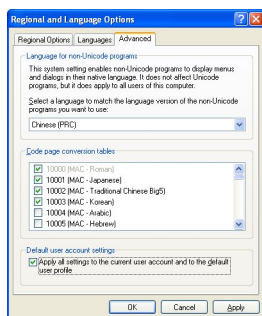 Regional and Language Options
Regional Options
Languages
Advanced
Language for non-Unicode programs
This system setting enables non-Unicode programs to display menus
and dialogs in their native language. It does not affect Unicode
programs, but it does apply to all users of this computer.
Select a language to match the language version of the non-Unicode
programs you want to use:
Chinese (PRC)
Code page conversion tables
10000 (MAC - Roman)
10001 (MAC - Japanese)
10002 (MAC - Traditional Chinese Big5)
10003 (MAC - Korean)
10004 (MAC - Arabic)
10005 (MAC - Hebrew)
Default user account settings
Apply all settings to the current user account and to the default
user profile
OK
Cancel
Apply